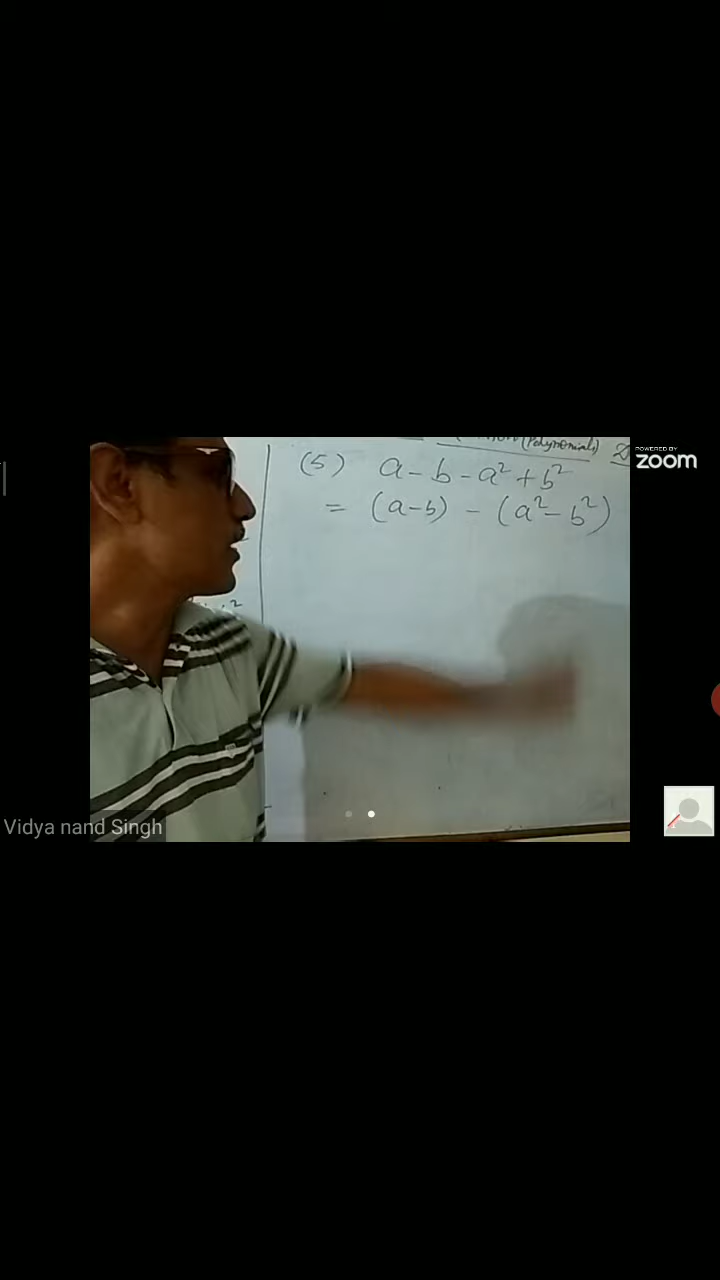 (Polynomials)
(5) a - b - a² + b²
= (a-b) - (a² - b²)
POWERED BY
zoom
Vidya nand Singh